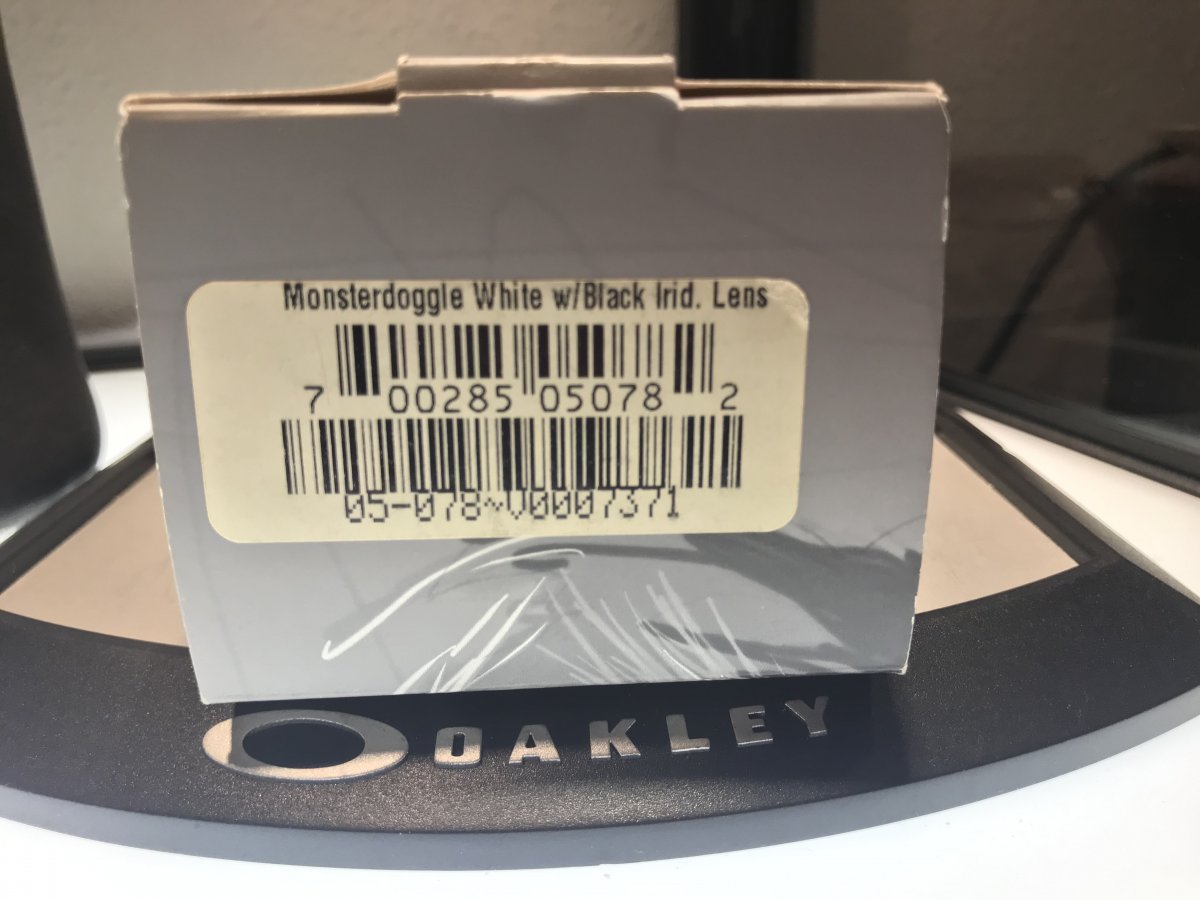 Monsterdoggle White w/Black Irid. Lens
7 00285 05078 2
05-078~V0007371
OAKLEY